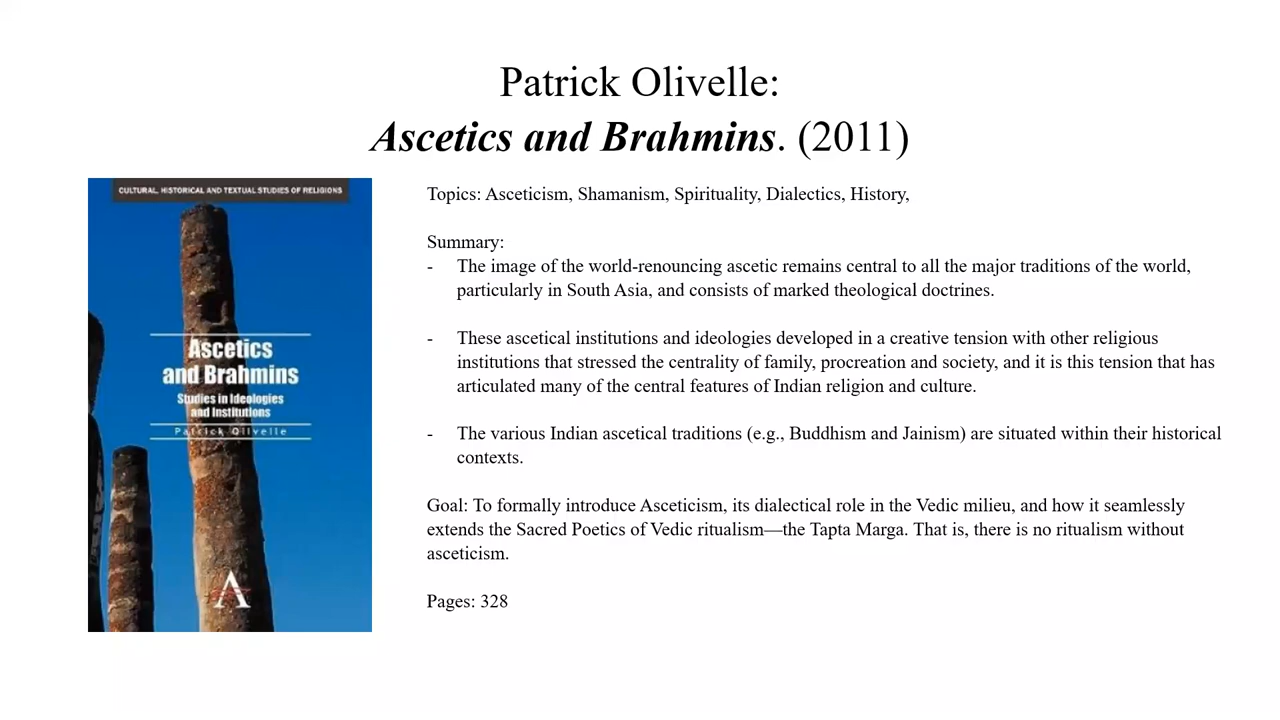 Patrick Olivelle:
Ascetics and Brahmins. (2011)
CULTURAL, HISTORICAL AND TEXTUAL STUDIES OF RELIGIONS
Ascetics
and Brahmins
Studies in Ideologies
and Institutions
Patrick Olivelle
A
Topics: Asceticism, Shamanism, Spirituality, Dialectics, History,
Summary:
- The image of the world-renouncing ascetic remains central to all the major traditions of the world,
particularly in South Asia, and consists of marked theological doctrines.
- These ascetical institutions and ideologies developed in a creative tension with other religious
institutions that stressed the centrality of family, procreation and society, and it is this tension that has
articulated many of the central features of Indian religion and culture.
- The various Indian ascetical traditions (e.g., Buddhism and Jainism) are situated within their historical
contexts.
Goal: To formally introduce Asceticism, its dialectical role in the Vedic milieu, and how it seamlessly
extends the Sacred Poetics of Vedic ritualism—the Tapta Marga. That is, there is no ritualism without
asceticism.
Pages: 328